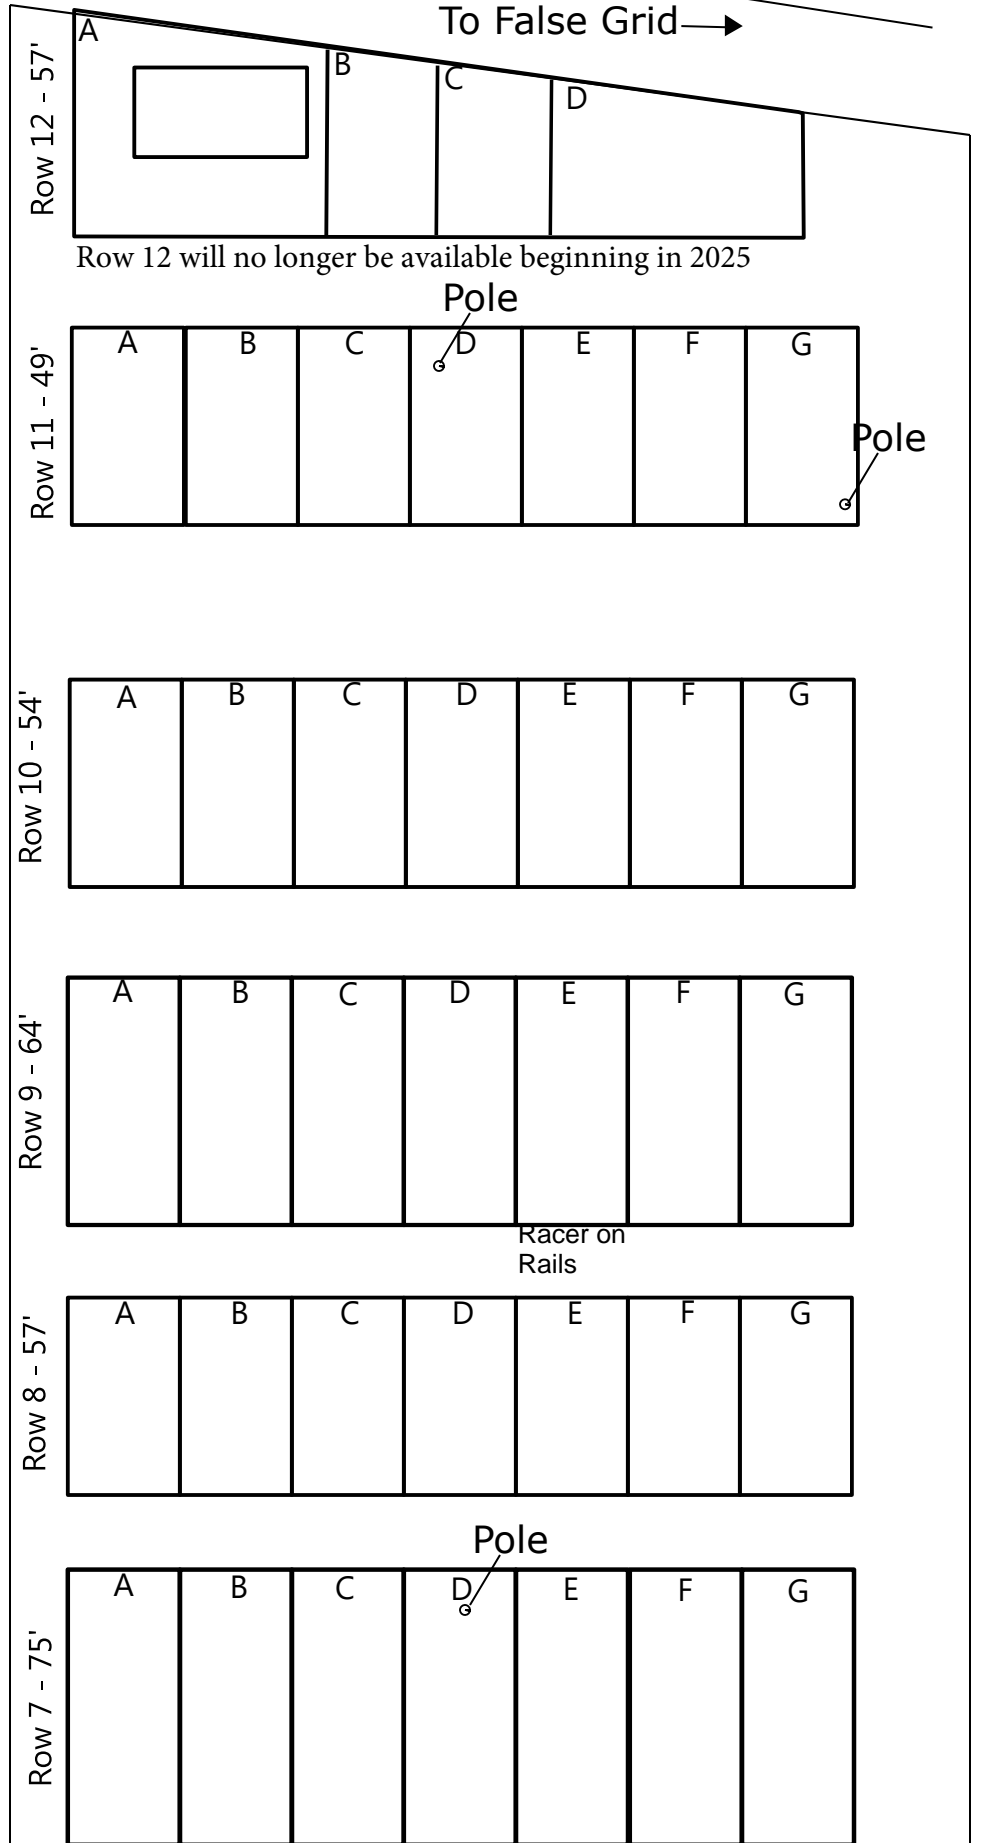 To False Grid
A
B
C
D
Row 12 - 57'
Row 12 will no longer be available beginning in 2025
Pole
A
B
C
D
E
F
G
Row 11 - 49'
Pole
A
B
C
D
E
F
G
Row 10 - 54'
A
B
C
D
E
F
G
Row 9 - 64'
Racer on
Rails
A
B
C
D
E
F
G
Row 8 - 57'
Pole
A
B
C
D
E
F
G
Row 7 - 75'